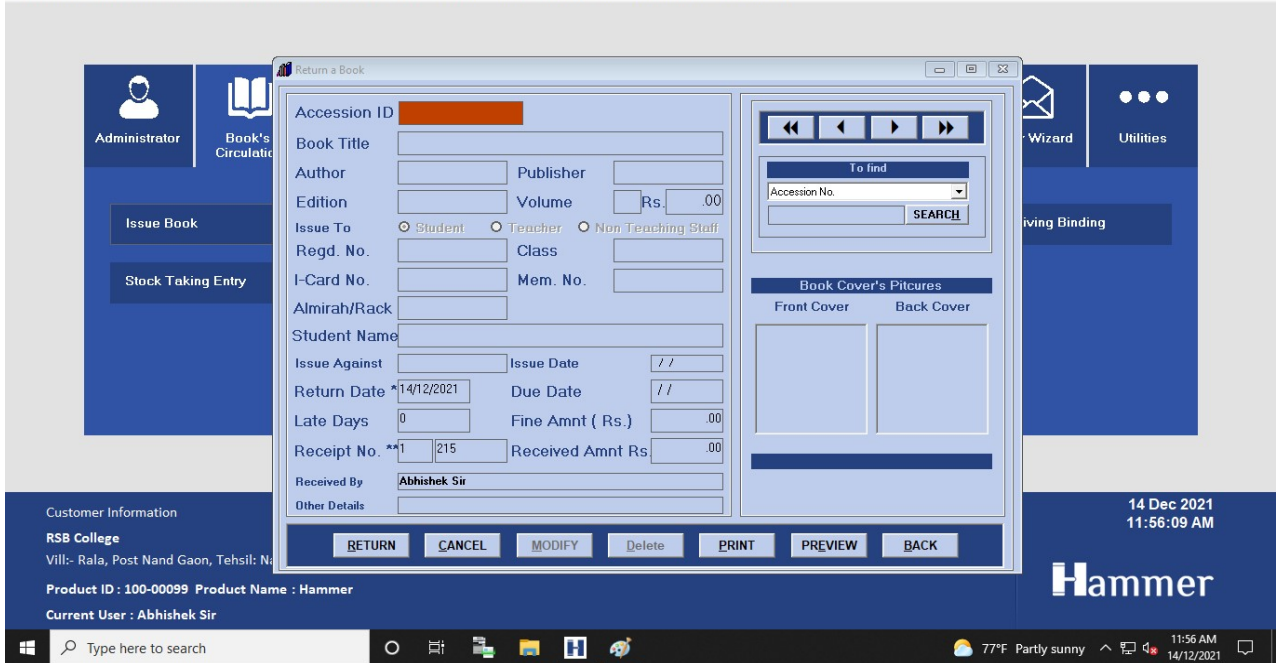 Return a Book
Administrator
Book's
Wizard
Utilities
Issue Book
iving Binding
Stock Taking Entry
Accession ID
Book Title
Author Publisher
Edition Volume Rs. .00
Issue To Student Teacher Non Teaching Staff
Regd. No. Class
I-Card No. Mem. No.
Almirah/Rack
Student Name
Issue Against Issue Date / /
Return Date * 14/12/2021 Due Date / /
Late Days 0 Fine Amnt ( Rs.) .00
Receipt No. ** 1 215 Received Amnt Rs. .00
Received By Abhishek Sir
Other Details
To find
Accession No.
SEARCH
Book Cover's Pitcures
Front Cover Back Cover
RETURN CANCEL MODIFY Delete PRINT PREVIEW BACK
Customer Information
RSB College
Vill:- Rala, Post Nand Gaon, Tehsil:
Product ID : 100-00099 Product Name : Hammer
Current User : Abhishek Sir
14 Dec 2021
11:56:09 AM
Hammer
Type here to search
H
77°F Partly sunny
11:56 AM
14/12/2021